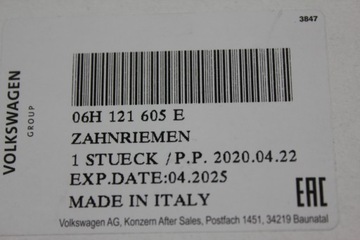 3847
VOLKSWAGEN
GROUP
06H 121 605 E
ZAHNRIEMEN
1 STUECK / P.P. 2020.04.22
EXP.DATE:04.2025
MADE IN ITALY
EAC
Volkswagen AG, Konzern After Sales, Postfach 1451, 34219 Baunatal